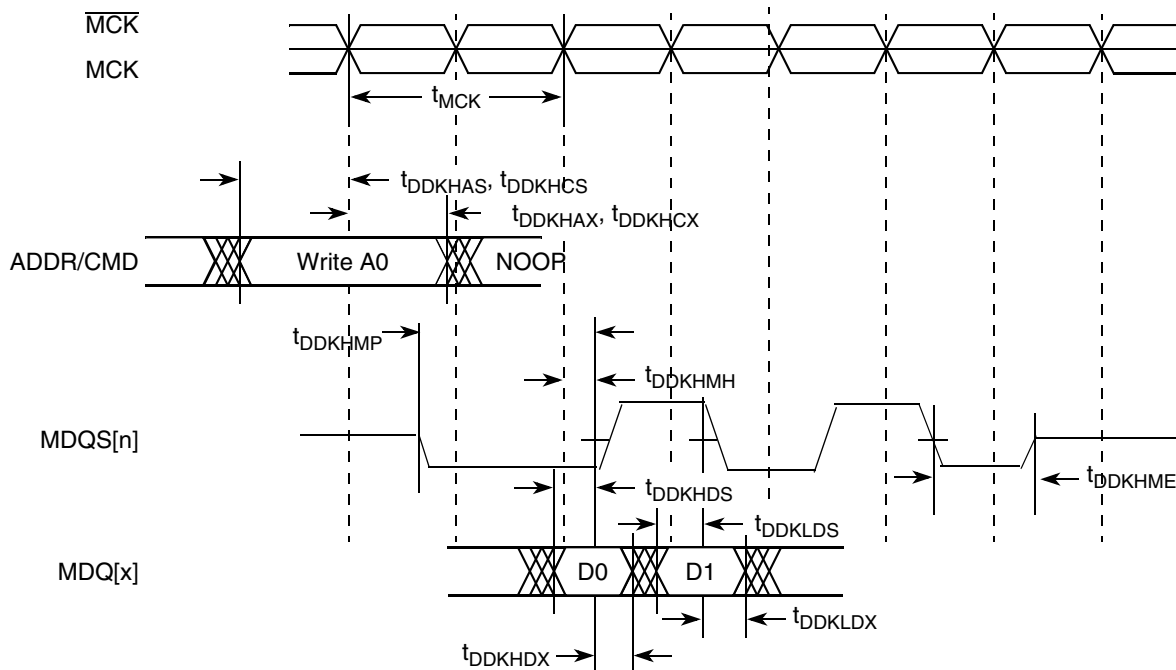 MCK
MCK
tMCK
tDDKHAS, tDDKHCS
tDDKHAX, tDDKHCX
ADDR/CMD
Write A0
NOOP
tDDKHMP
tDDKHMH
MDQS[n]
tDDKHDS
tDDKHME
tDDKLDS
MDQ[x]
D0
D1
tDDKLDX
tDDKHDX